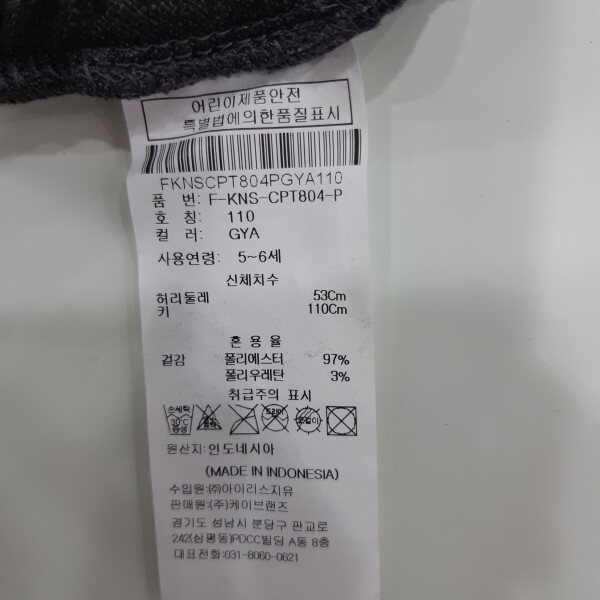 어린이제품안전
특별법에의한품질표시
FKNSCPT804PGYA110
품 번: F-KNS-CPT804-P
호 칭: 110
컬 러: GYA
사용연령: 5~6세
신체치수
허리둘레 53Cm
키 110Cm
혼 용 율
겉감 폴리에스터 97%
폴리우레탄 3%
취급주의 표시
손세탁
30℃
중성
원산지: 인도네시아
(MADE IN INDONESIA)
수입원:㈜아이리스지유
판매원:(주)케이브랜즈
경기도 성남시 분당구 판교로
242(삼평동)PDCC빌딩 A동 8층
대표전화:031-8060-0621